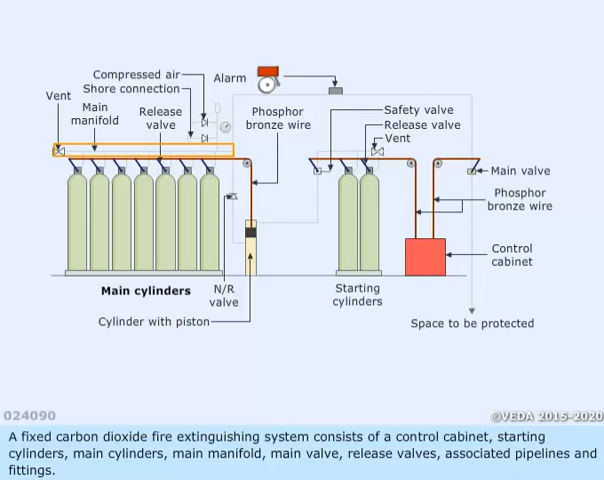 Compressed air
Shore connection
Alarm
Vent
Main
manifold
Release
valve
Phosphor
bronze wire
Safety valve
Release valve
Vent
Main valve
Phosphor
bronze wire
Control
cabinet
Main cylinders
N/R
valve
Starting
cylinders
Cylinder with piston
Space to be protected
024090
©VEDA 2015-2020
A fixed carbon dioxide fire extinguishing system consists of a control cabinet, starting
cylinders, main cylinders, main manifold, main valve, release valves, associated pipelines and
fittings.